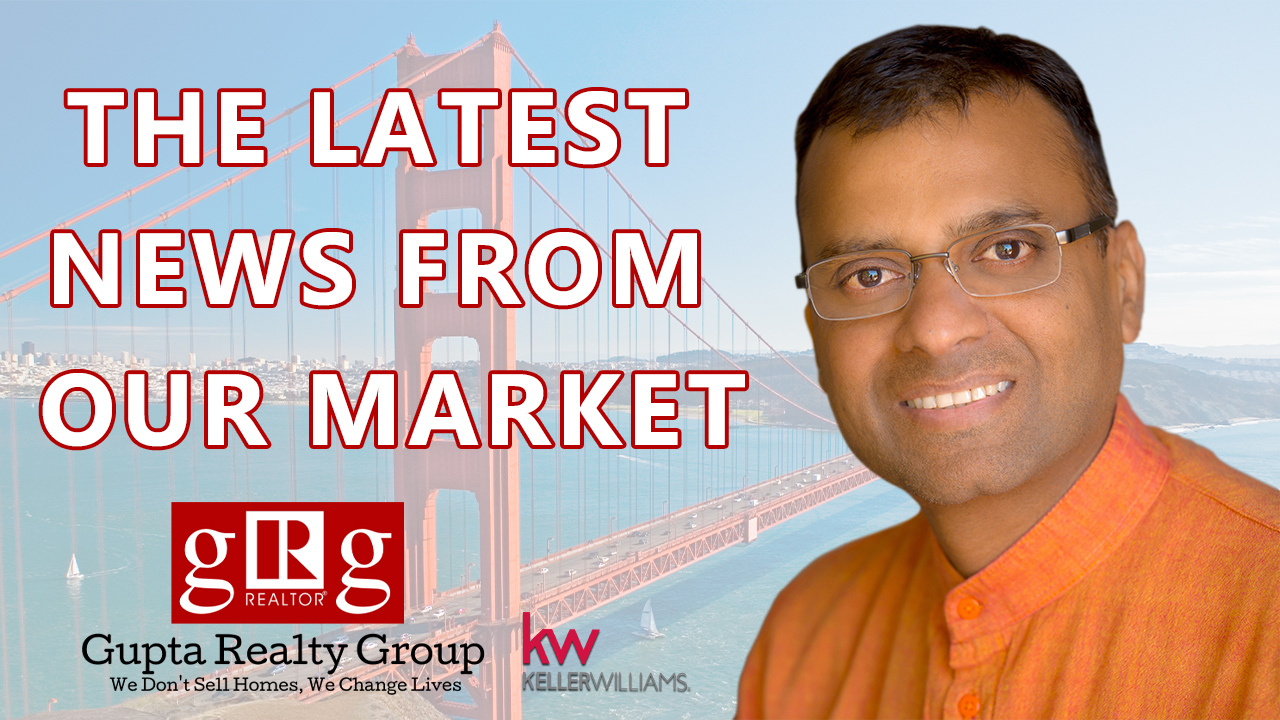 THE LATEST
NEWS FROM
OUR MARKET
gRg
REALTOR®
Gupta Realty Group
We Don't Sell Homes, We Change Lives
kw
KELLERWILLIAMS.